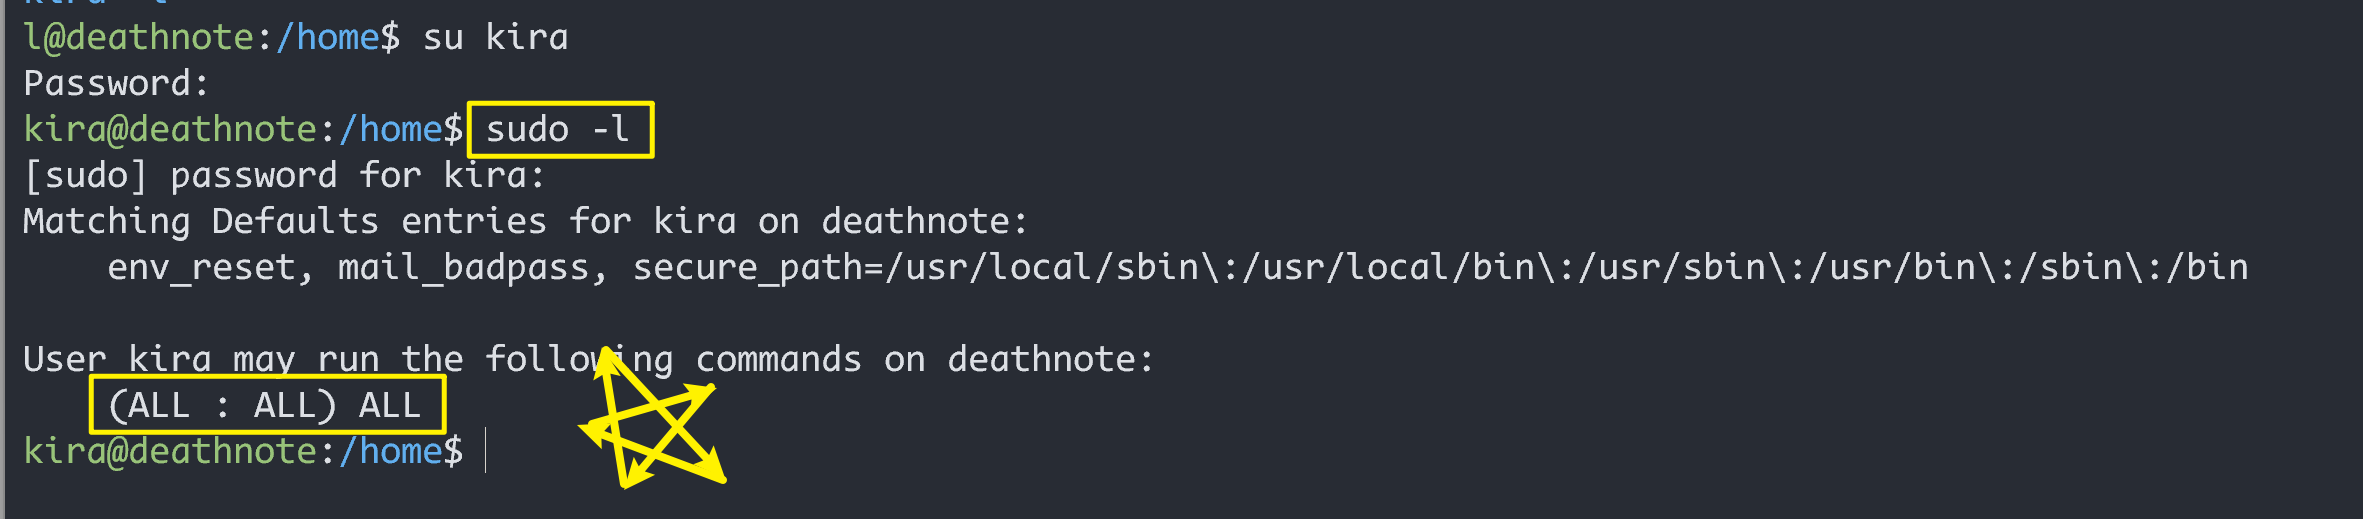 l@deathnote:/home$ su kira
Password:
kira@deathnote:/home$ sudo -l
[sudo] password for kira:
Matching Defaults entries for kira on deathnote:
    env_reset, mail_badpass, secure_path=/usr/local/sbin\:/usr/local/bin\:/usr/sbin\:/usr/bin\:/sbin\:/bin
User kira may run the following commands on deathnote:
    (ALL : ALL) ALL
kira@deathnote:/home$